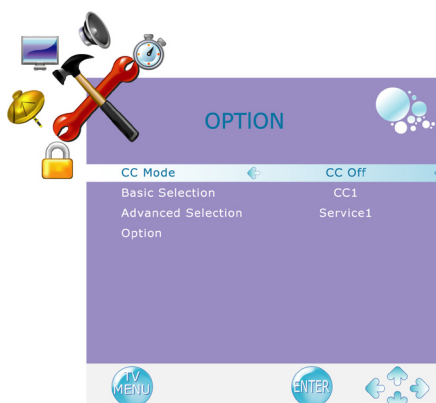 OPTION
CC Mode CC Off
Basic Selection CC1
Advanced Selection Service1
Option
TV
MENU ENTER